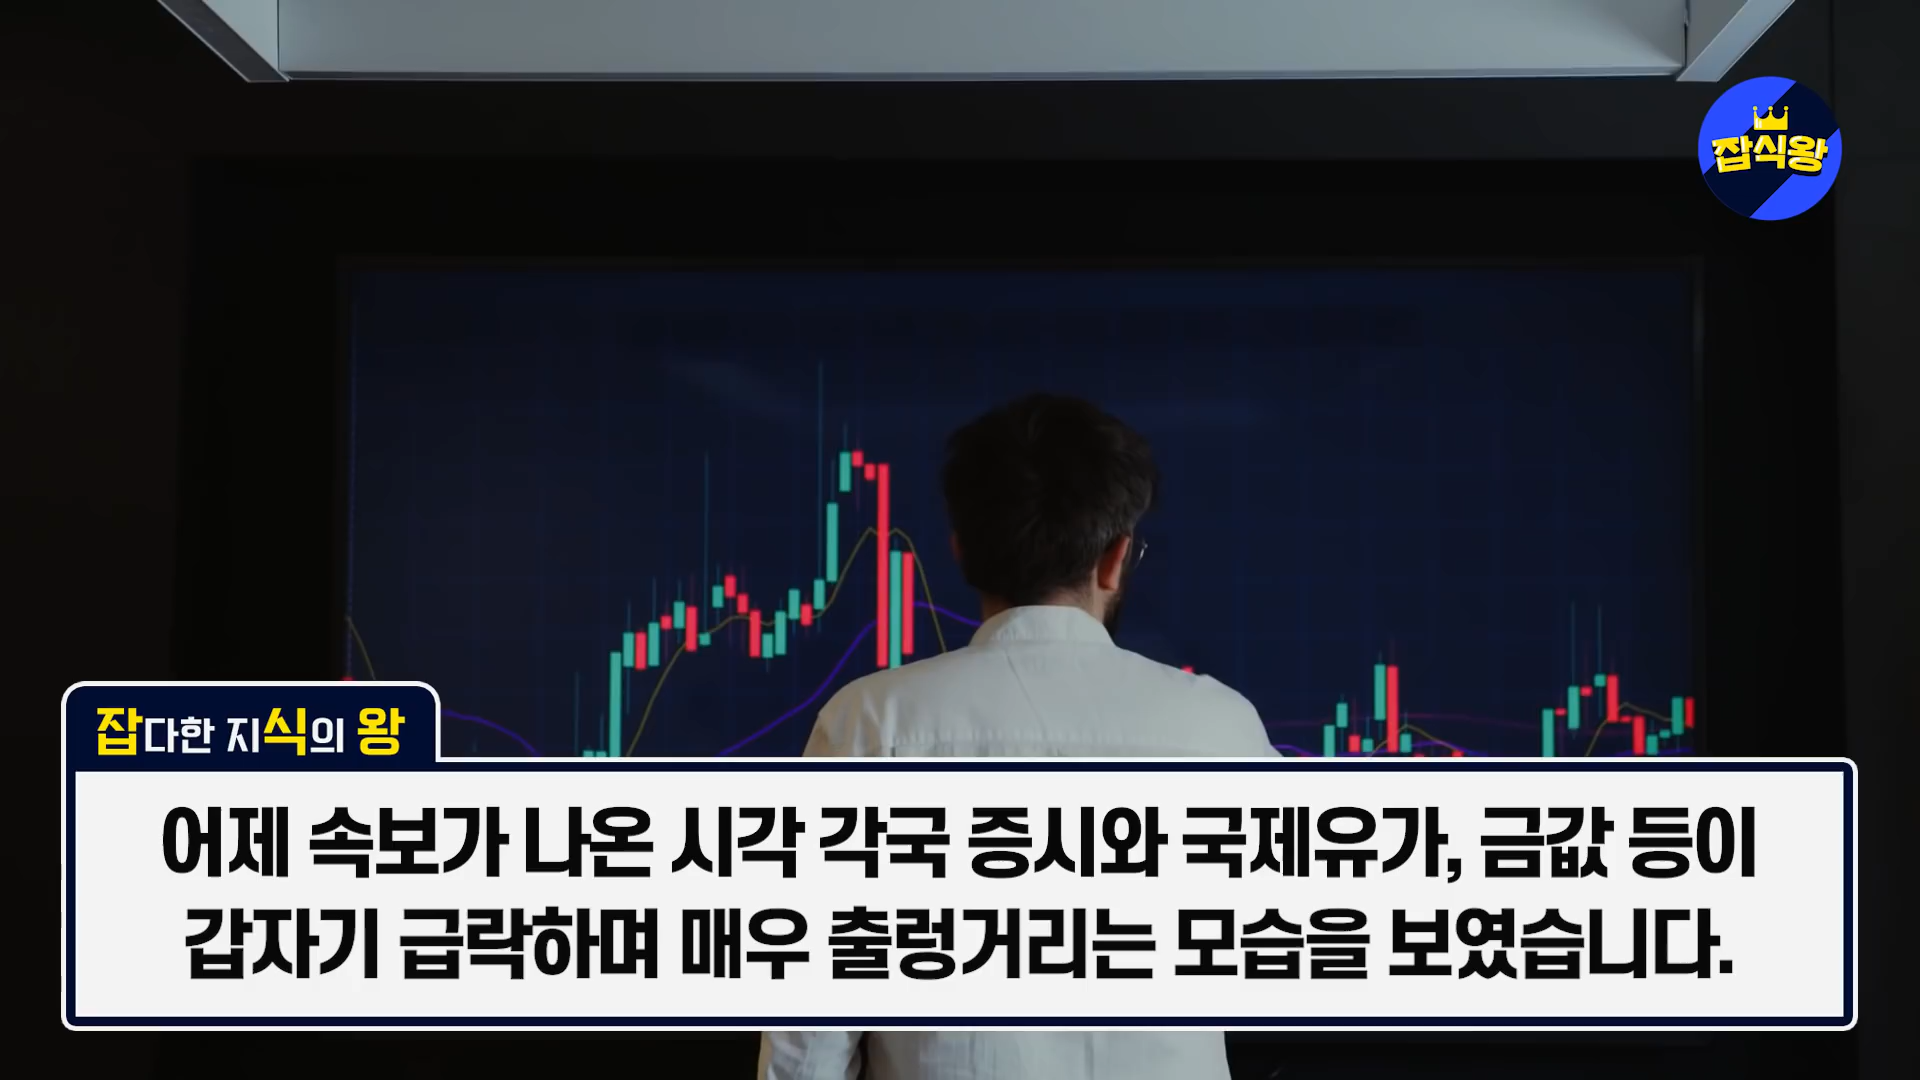 잡식왕
잡다한 지식의 왕
어제 속보가 나온 시각 각국 증시와 국제유가, 금값 등이
갑자기 급락하며 매우 출렁거리는 모습을 보였습니다.